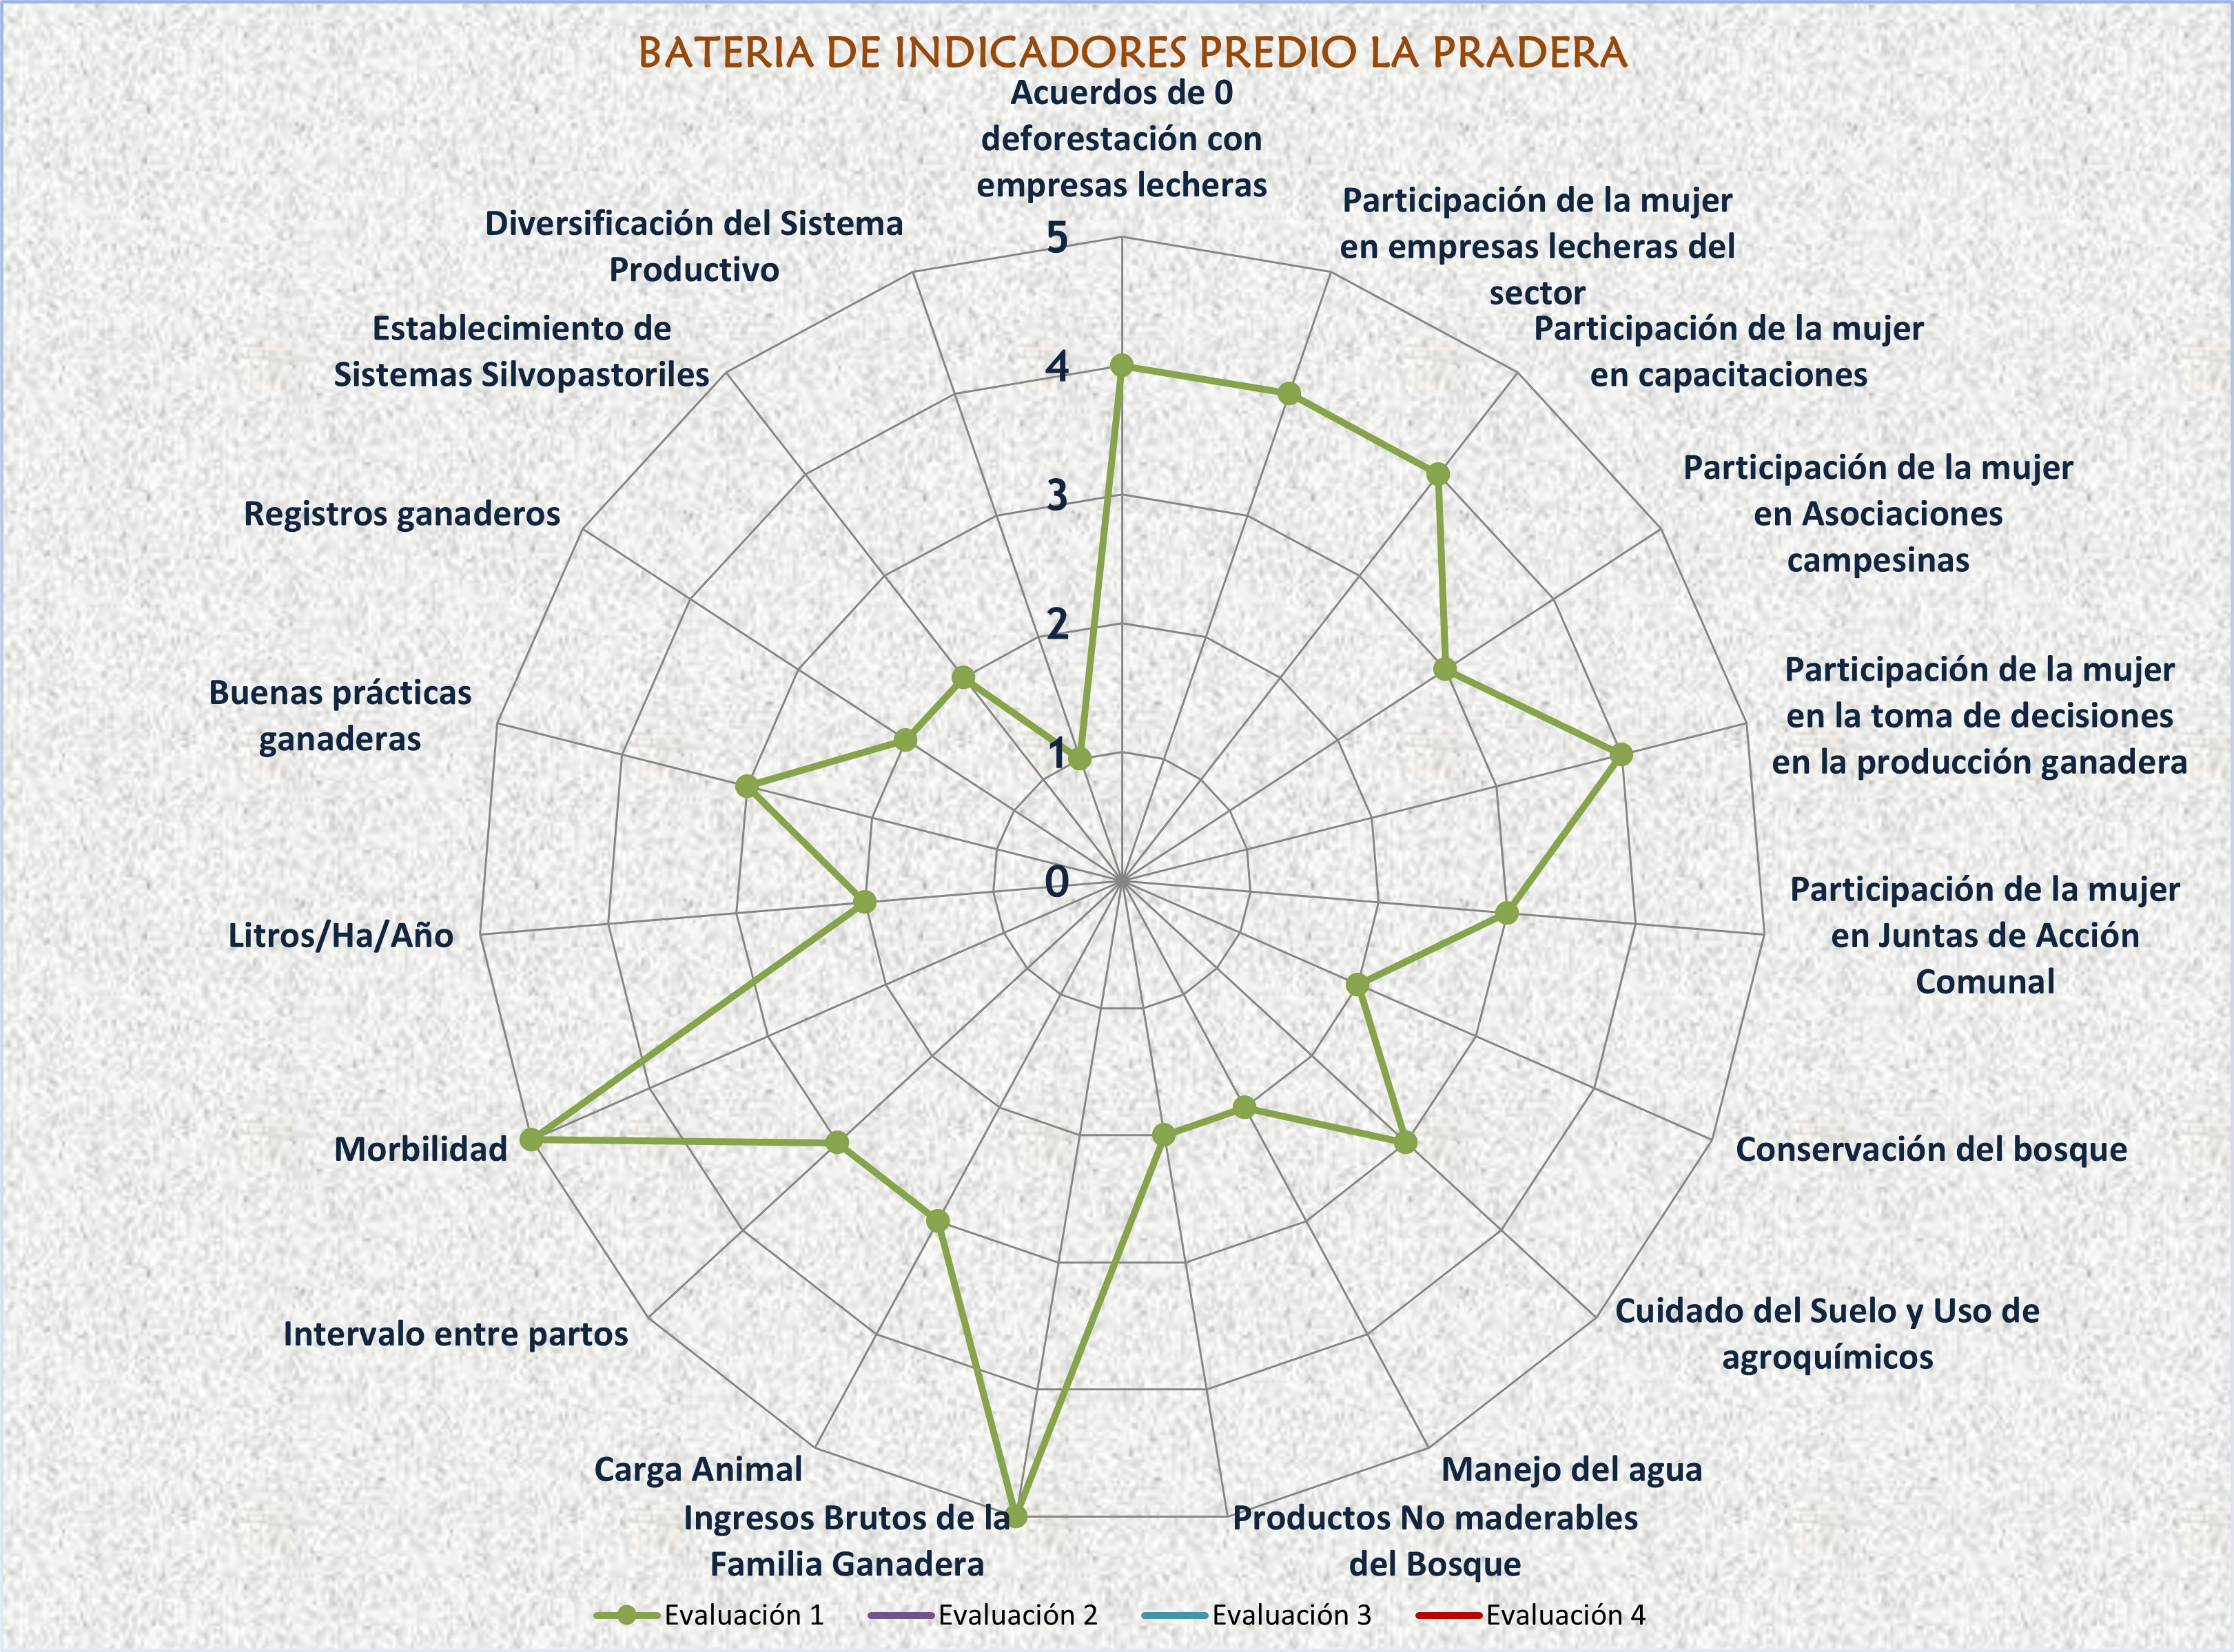 BATERIA DE INDICADORES PREDIO LA PRADERA
Acuerdos de 0
deforestación con
empresas lecheras
Participación de la mujer
en empresas lecheras del
sector
Participación de la mujer
en capacitaciones
Participación de la mujer
en Asociaciones
campesinas
Participación de la mujer
en la toma de decisiones
en la producción ganadera
Participación de la mujer
en Juntas de Acción
Comunal
Conservación del bosque
Cuidado del Suelo y Uso de
agroquímicos
Manejo del agua
Productos No maderables
del Bosque
Ingresos Brutos de la
Familia Ganadera
Carga Animal
Intervalo entre partos
Morbilidad
Litros/Ha/Año
Buenas prácticas
ganaderas
Registros ganaderos
Establecimiento de
Sistemas Silvopastoriles
Diversificación del Sistema
Productivo
5
4
3
2
1
0
Evaluación 1
Evaluación 2
Evaluación 3
Evaluación 4